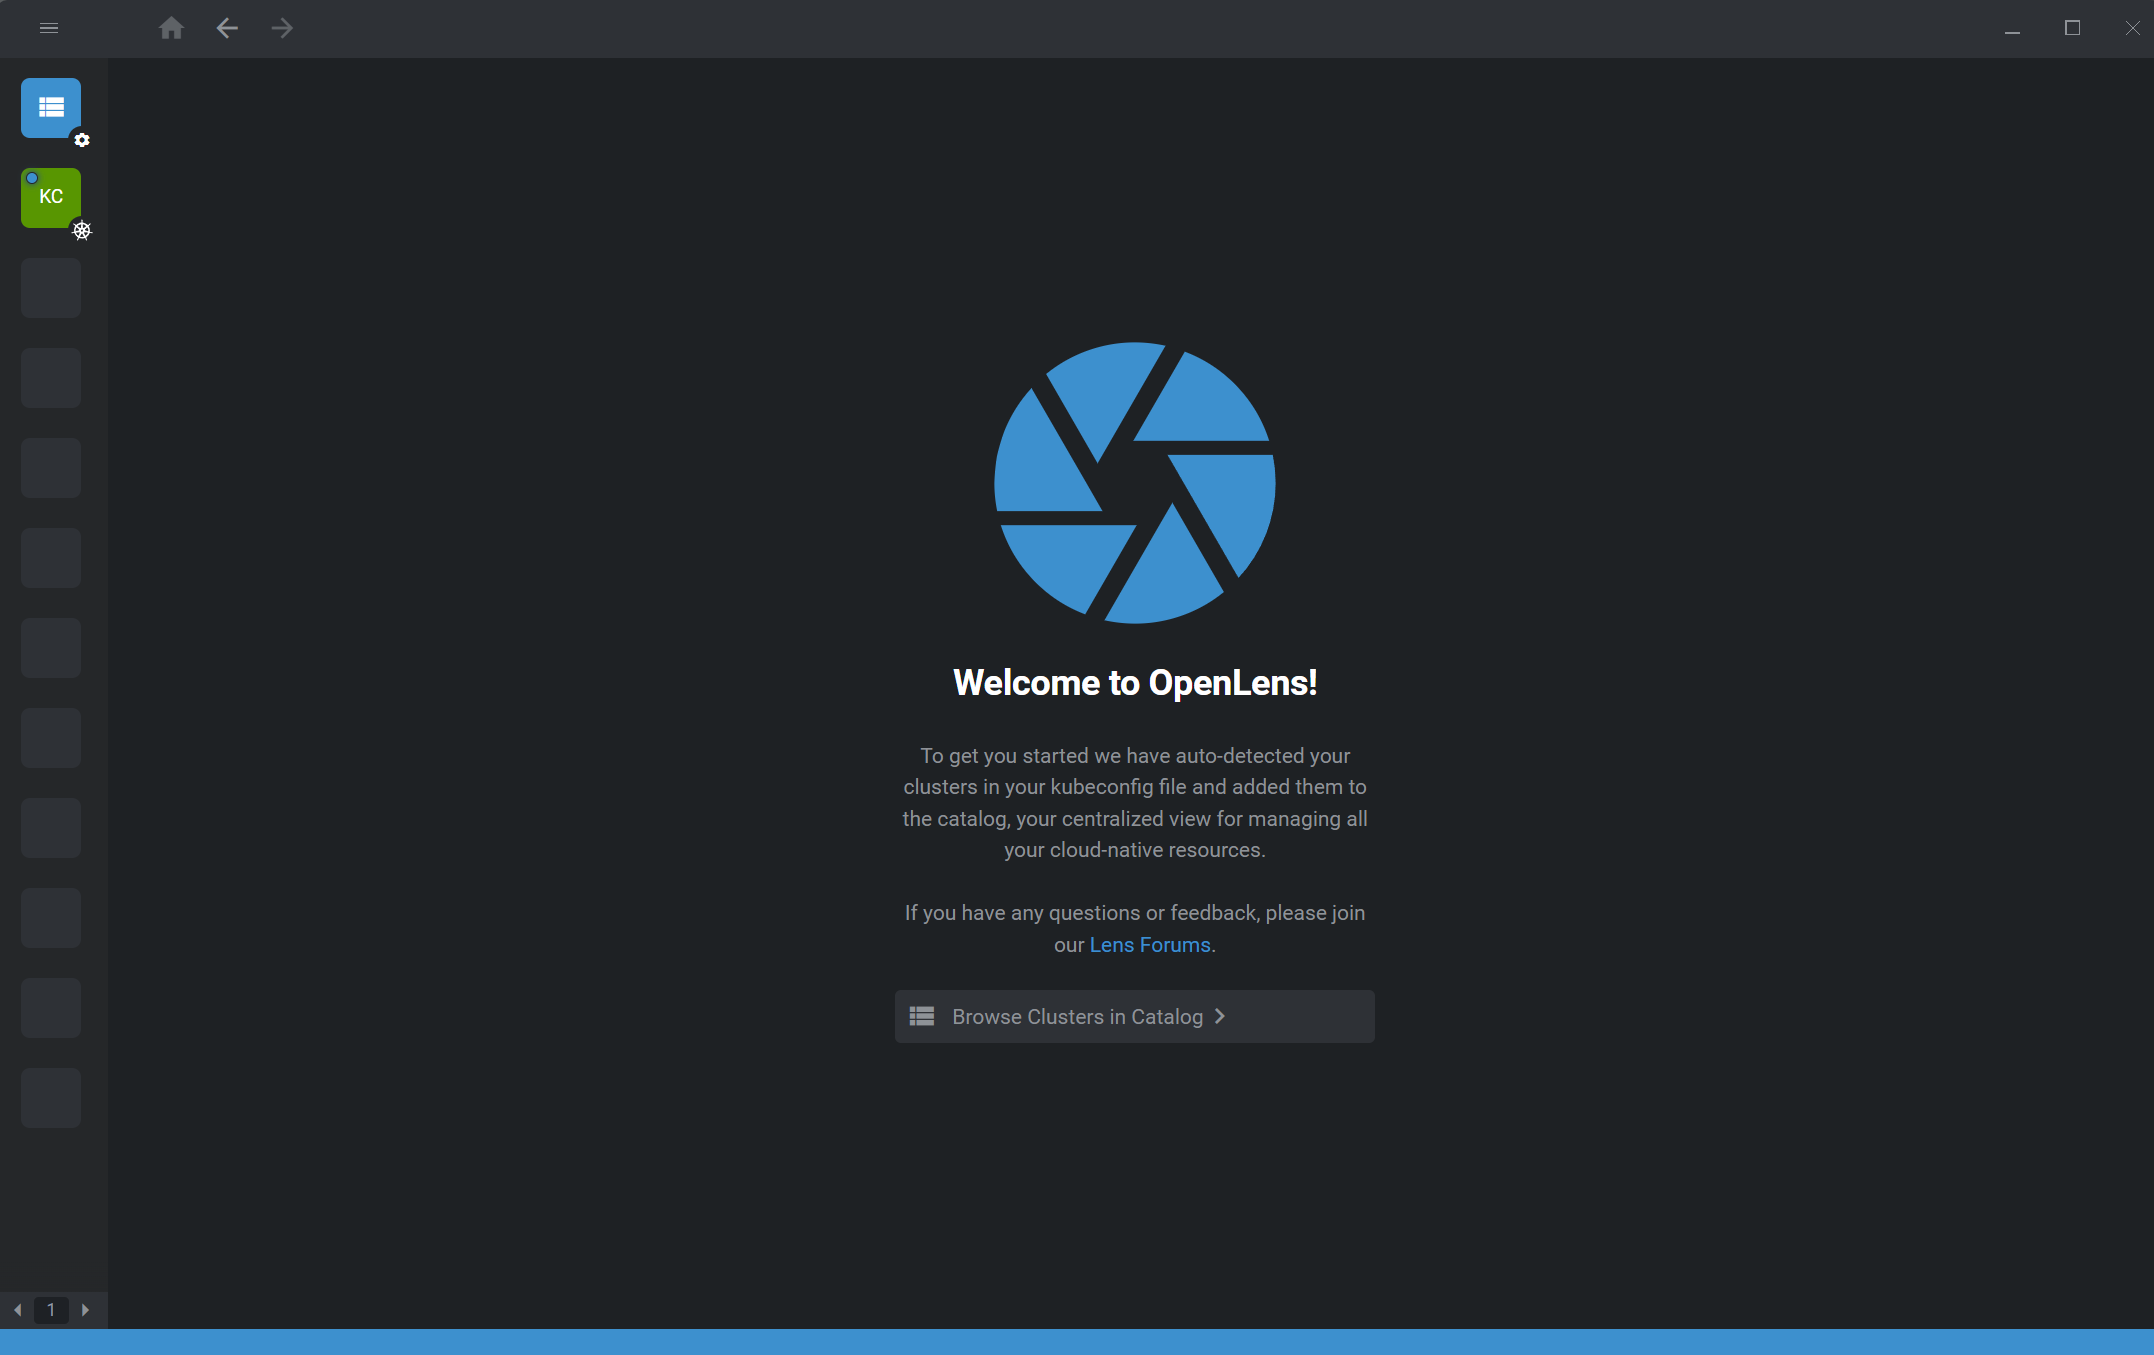 KC
Welcome to OpenLens!
To get you started we have auto-detected your
clusters in your kubeconfig file and added them to
the catalog, your centralized view for managing all
your cloud-native resources.
If you have any questions or feedback, please join
our Lens Forums.
Browse Clusters in Catalog
1